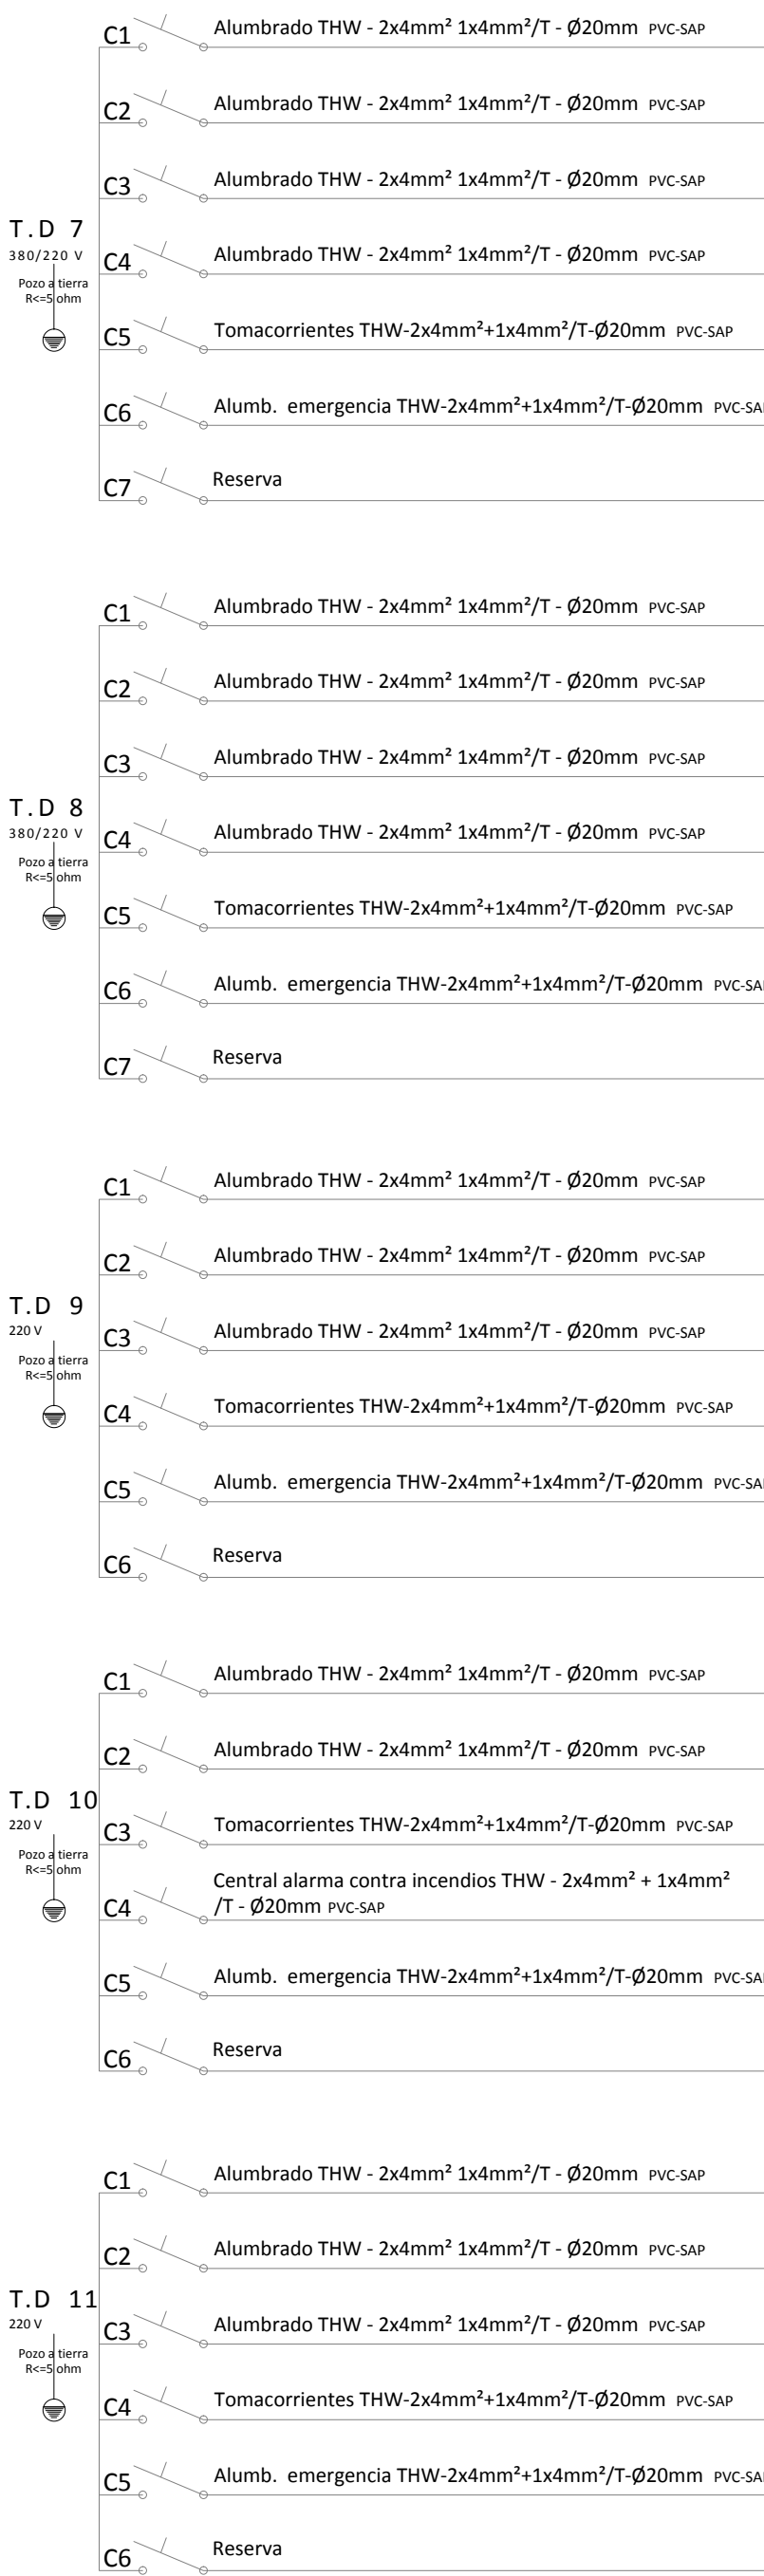 C1 Alumbrado THW - 2x4mm² 1x4mm²/T - Ø20mm PVC-SAP
C2 Alumbrado THW - 2x4mm² 1x4mm²/T - Ø20mm PVC-SAP
C3 Alumbrado THW - 2x4mm² 1x4mm²/T - Ø20mm PVC-SAP
T.D 7
380/220 V
Pozo a tierra
R<=5 ohm
C4 Alumbrado THW - 2x4mm² 1x4mm²/T - Ø20mm PVC-SAP
C5 Tomacorrientes THW-2x4mm²+1x4mm²/T-Ø20mm PVC-SAP
C6 Alumb. emergencia THW-2x4mm²+1x4mm²/T-Ø20mm PVC-SAP
C7 Reserva
C1 Alumbrado THW - 2x4mm² 1x4mm²/T - Ø20mm PVC-SAP
C2 Alumbrado THW - 2x4mm² 1x4mm²/T - Ø20mm PVC-SAP
C3 Alumbrado THW - 2x4mm² 1x4mm²/T - Ø20mm PVC-SAP
T.D 8
380/220 V
Pozo a tierra
R<=5 ohm
C4 Alumbrado THW - 2x4mm² 1x4mm²/T - Ø20mm PVC-SAP
C5 Tomacorrientes THW-2x4mm²+1x4mm²/T-Ø20mm PVC-SAP
C6 Alumb. emergencia THW-2x4mm²+1x4mm²/T-Ø20mm PVC-SAP
C7 Reserva
C1 Alumbrado THW - 2x4mm² 1x4mm²/T - Ø20mm PVC-SAP
C2 Alumbrado THW - 2x4mm² 1x4mm²/T - Ø20mm PVC-SAP
T.D 9
220 V
Pozo a tierra
R<=5 ohm
C3 Alumbrado THW - 2x4mm² 1x4mm²/T - Ø20mm PVC-SAP
C4 Tomacorrientes THW-2x4mm²+1x4mm²/T-Ø20mm PVC-SAP
C5 Alumb. emergencia THW-2x4mm²+1x4mm²/T-Ø20mm PVC-SAP
C6 Reserva
C1 Alumbrado THW - 2x4mm² 1x4mm²/T - Ø20mm PVC-SAP
C2 Alumbrado THW - 2x4mm² 1x4mm²/T - Ø20mm PVC-SAP
T.D 10
220 V
Pozo a tierra
R<=5 ohm
C3 Tomacorrientes THW-2x4mm²+1x4mm²/T-Ø20mm PVC-SAP
Central alarma contra incendios THW - 2x4mm² + 1x4mm²
C4 /T - Ø20mm PVC-SAP
C5 Alumb. emergencia THW-2x4mm²+1x4mm²/T-Ø20mm PVC-SAP
C6 Reserva
C1 Alumbrado THW - 2x4mm² 1x4mm²/T - Ø20mm PVC-SAP
C2 Alumbrado THW - 2x4mm² 1x4mm²/T - Ø20mm PVC-SAP
T.D 11
220 V
Pozo a tierra
R<=5 ohm
C3 Alumbrado THW - 2x4mm² 1x4mm²/T - Ø20mm PVC-SAP
C4 Tomacorrientes THW-2x4mm²+1x4mm²/T-Ø20mm PVC-SAP
C5 Alumb. emergencia THW-2x4mm²+1x4mm²/T-Ø20mm PVC-SAP
C6 Reserva